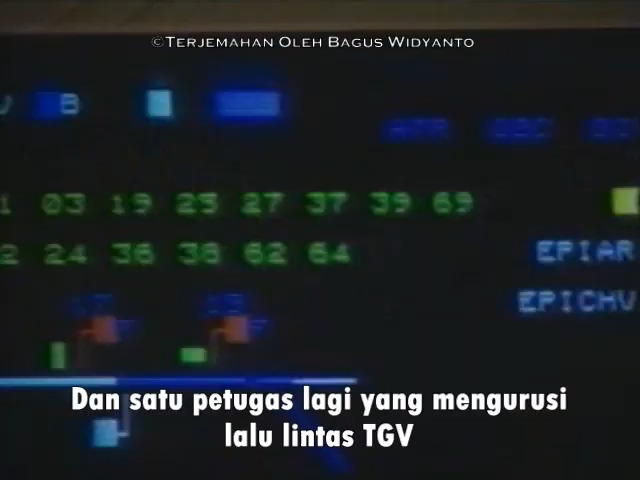 ©Terjemahan Oleh Bagus Widyanto
B
03 19 25 27 37 39 69
24 36 38 62 64
EPIAR
EPICHV
Dan satu petugas lagi yang mengurusi
lalu lintas TGV